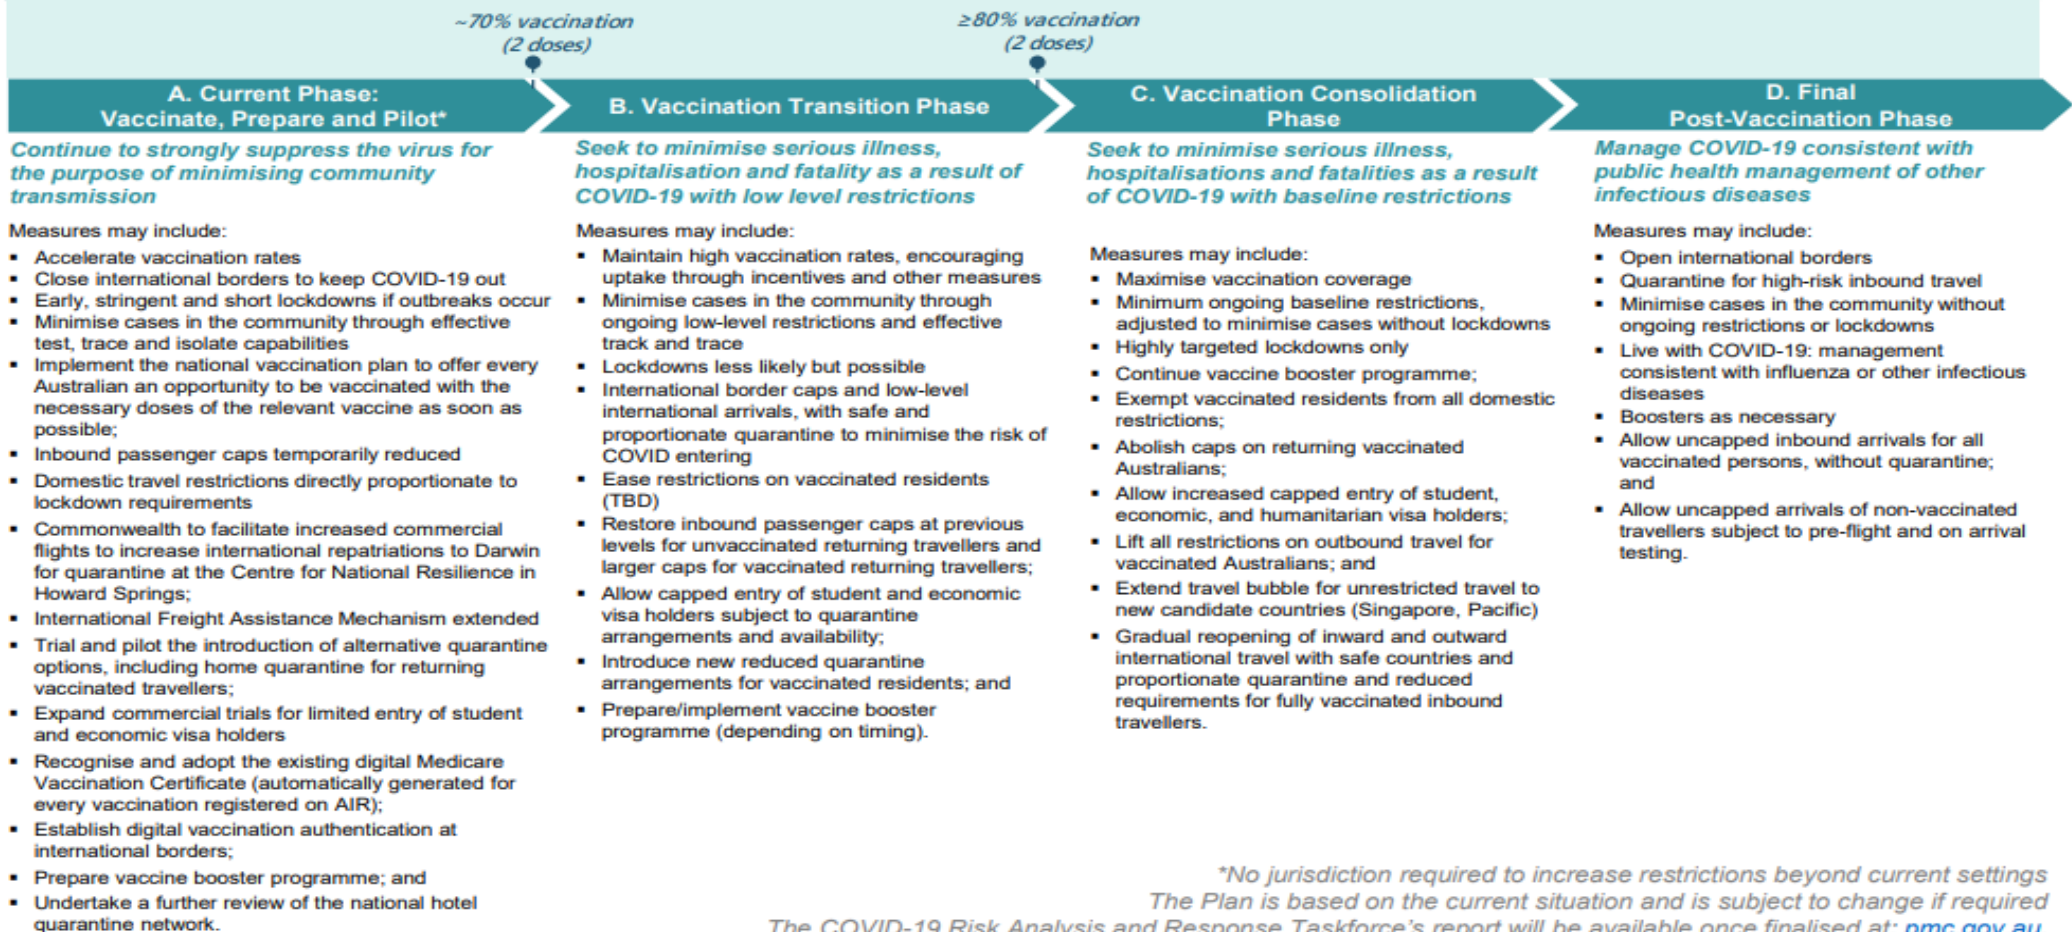 ~70% vaccination
(2 doses)
≥80% vaccination
(2 doses)
A. Current Phase:
Vaccinate, Prepare and Pilot*
B. Vaccination Transition Phase
C. Vaccination Consolidation
Phase
D. Final
Post-Vaccination Phase
Continue to strongly suppress the virus for
the purpose of minimising community
transmission
Measures may include:
▪ Accelerate vaccination rates
▪ Close international borders to keep COVID-19 out
▪ Early, stringent and short lockdowns if outbreaks occur
▪ Minimise cases in the community through effective
test, trace and isolate capabilities
▪ Implement the national vaccination plan to offer every
Australian an opportunity to be vaccinated with the
necessary doses of the relevant vaccine as soon as
possible;
▪ Inbound passenger caps temporarily reduced
▪ Domestic travel restrictions directly proportionate to
lockdown requirements
▪ Commonwealth to facilitate increased commercial
flights to increase international repatriations to Darwin
for quarantine at the Centre for National Resilience in
Howard Springs;
▪ International Freight Assistance Mechanism extended
▪ Trial and pilot the introduction of alternative quarantine
options, including home quarantine for returning
vaccinated travellers;
▪ Expand commercial trials for limited entry of student
and economic visa holders
▪ Recognise and adopt the existing digital Medicare
Vaccination Certificate (automatically generated for
every vaccination registered on AIR);
▪ Establish digital vaccination authentication at
international borders;
▪ Prepare vaccine booster programme; and
▪ Undertake a further review of the national hotel
quarantine network.
Seek to minimise serious illness,
hospitalisation and fatality as a result of
COVID-19 with low level restrictions
Measures may include:
▪ Maintain high vaccination rates, encouraging
uptake through incentives and other measures
▪ Minimise cases in the community through
ongoing low-level restrictions and effective
track and trace
▪ Lockdowns less likely but possible
▪ International border caps and low-level
international arrivals, with safe and
proportionate quarantine to minimise the risk of
COVID entering
▪ Ease restrictions on vaccinated residents
(TBD)
▪ Restore inbound passenger caps at previous
levels for unvaccinated returning travellers and
larger caps for vaccinated returning travellers;
▪ Allow capped entry of student and economic
visa holders subject to quarantine
arrangements and availability;
▪ Introduce new reduced quarantine
arrangements for vaccinated residents; and
▪ Prepare/implement vaccine booster
programme (depending on timing).
Seek to minimise serious illness,
hospitalisations and fatalities as a result
of COVID-19 with baseline restrictions
Measures may include:
▪ Maximise vaccination coverage
▪ Minimum ongoing baseline restrictions,
adjusted to minimise cases without lockdowns
▪ Highly targeted lockdowns only
▪ Continue vaccine booster programme;
▪ Exempt vaccinated residents from all domestic
restrictions;
▪ Abolish caps on returning vaccinated
Australians;
▪ Allow increased capped entry of student,
economic, and humanitarian visa holders;
▪ Lift all restrictions on outbound travel for
vaccinated Australians; and
▪ Extend travel bubble for unrestricted travel to
new candidate countries (Singapore, Pacific)
▪ Gradual reopening of inward and outward
international travel with safe countries and
proportionate quarantine and reduced
requirements for fully vaccinated inbound
travellers.
Manage COVID-19 consistent with
public health management of other
infectious diseases
Measures may include:
▪ Open international borders
▪ Quarantine for high-risk inbound travel
▪ Minimise cases in the community without
ongoing restrictions or lockdowns
▪ Live with COVID-19: management
consistent with influenza or other infectious
diseases
▪ Boosters as necessary
▪ Allow uncapped inbound arrivals for all
vaccinated persons, without quarantine;
and
▪ Allow uncapped arrivals of non-vaccinated
travellers subject to pre-flight and on arrival
testing.
*No jurisdiction required to increase restrictions beyond current settings
The Plan is based on the current situation and is subject to change if required
The COVID-19 Risk Analysis and Response Taskforce's report will be available once finalised at: pmc.gov.au